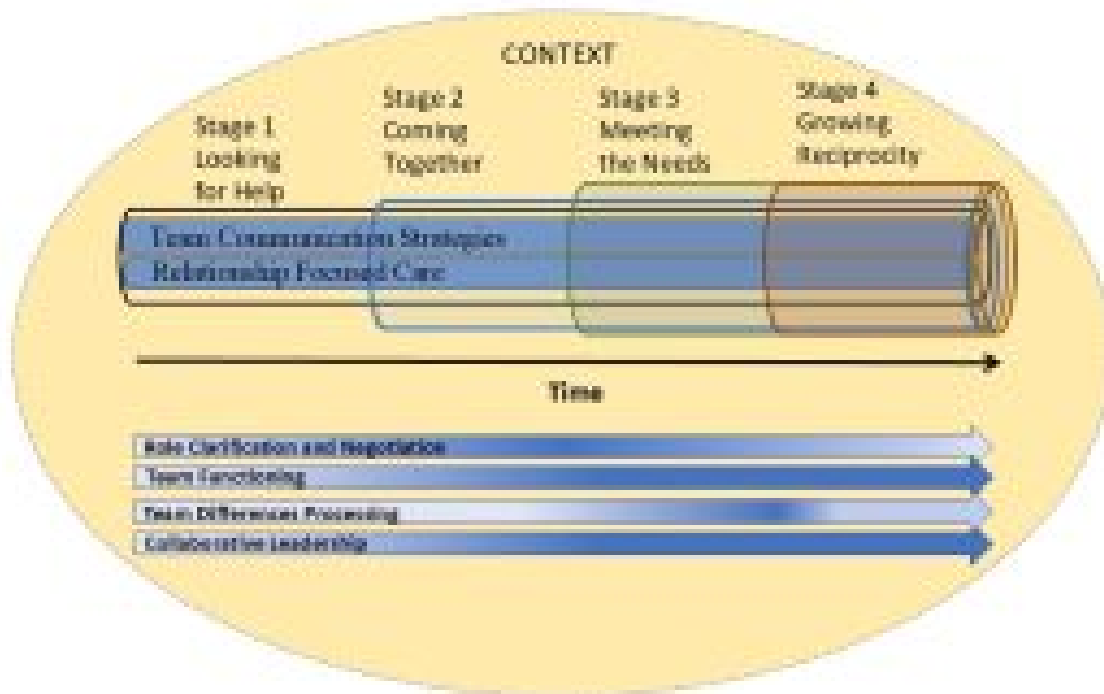 CONTEXT
Stage 1
Looking
for Help
Stage 2
Coming
Together
Stage 3
Meeting
the Needs
Stage 4
Growing
Reciprocity
Team Communication Strategies
Relationship Focused Care
Time
Role Clarification and Negotiation
Team Functioning
Team Differences Processing
Collaborative Leadership